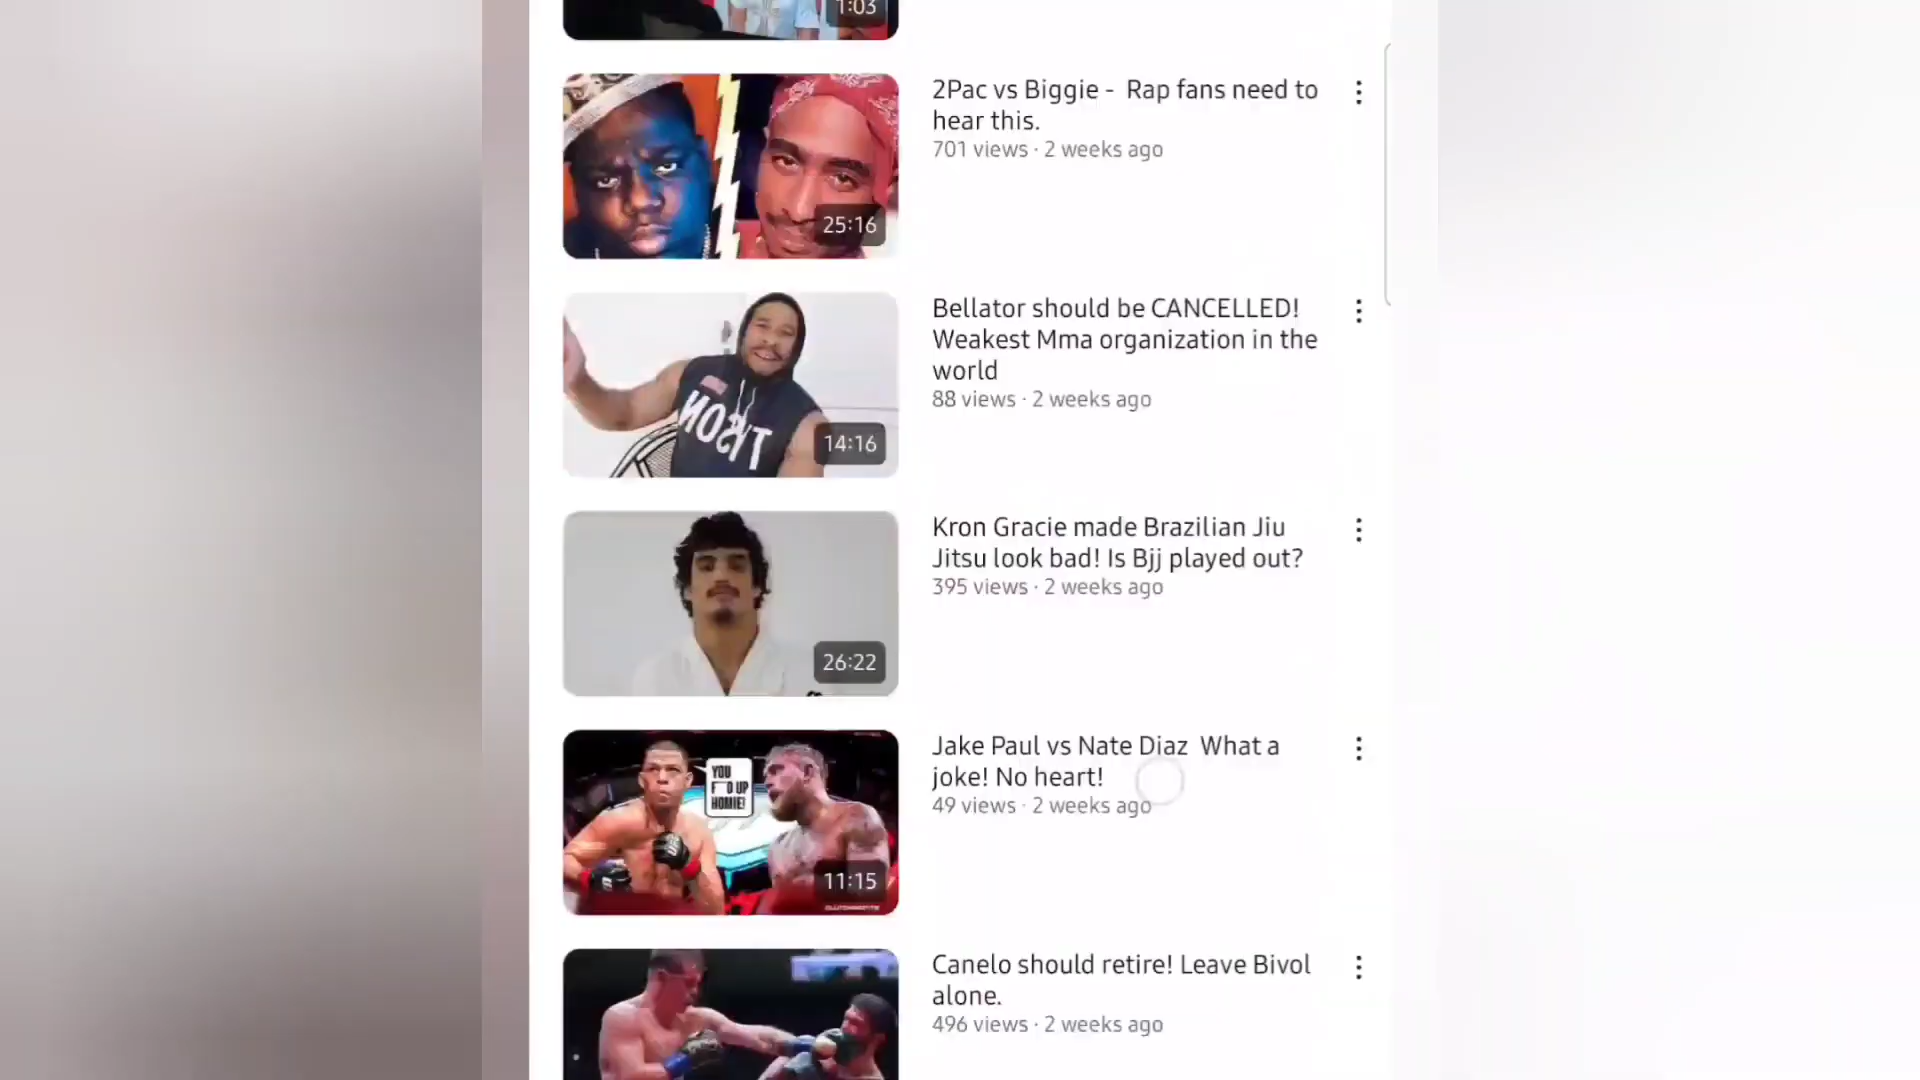 1:03
2Pac vs Biggie - Rap fans need to
hear this.
701 views · 2 weeks ago
25:16
Bellator should be CANCELLED!
Weakest Mma organization in the
world
88 views · 2 weeks ago
TYSON
14:16
Kron Gracie made Brazilian Jiu
Jitsu look bad! Is Bjj played out?
395 views · 2 weeks ago
26:22
Jake Paul vs Nate Diaz What a
joke! No heart!
49 views · 2 weeks ago
YOU
F D UP
HOMIE!
11:15
Canelo should retire! Leave Bivol
alone.
496 views · 2 weeks ago